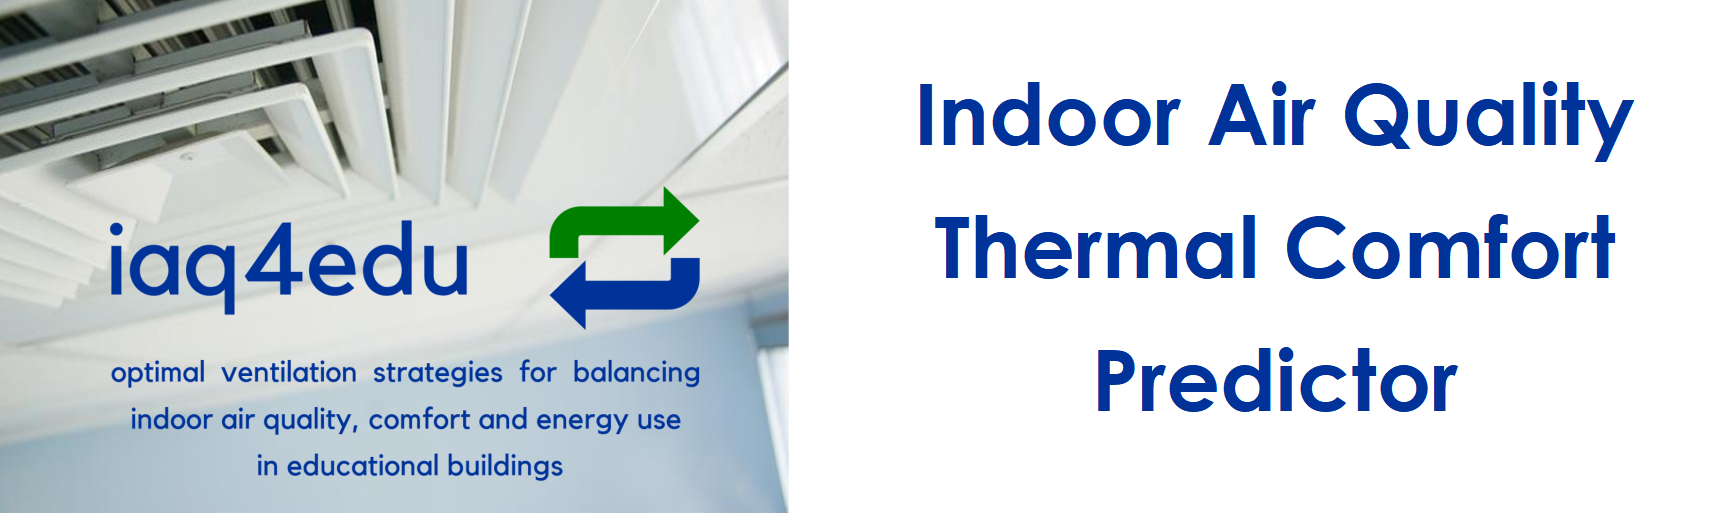 iaq4edu
optimal ventilation strategies for balancing
indoor air quality, comfort and energy use
in educational buildings
Indoor Air Quality
Thermal Comfort
Predictor